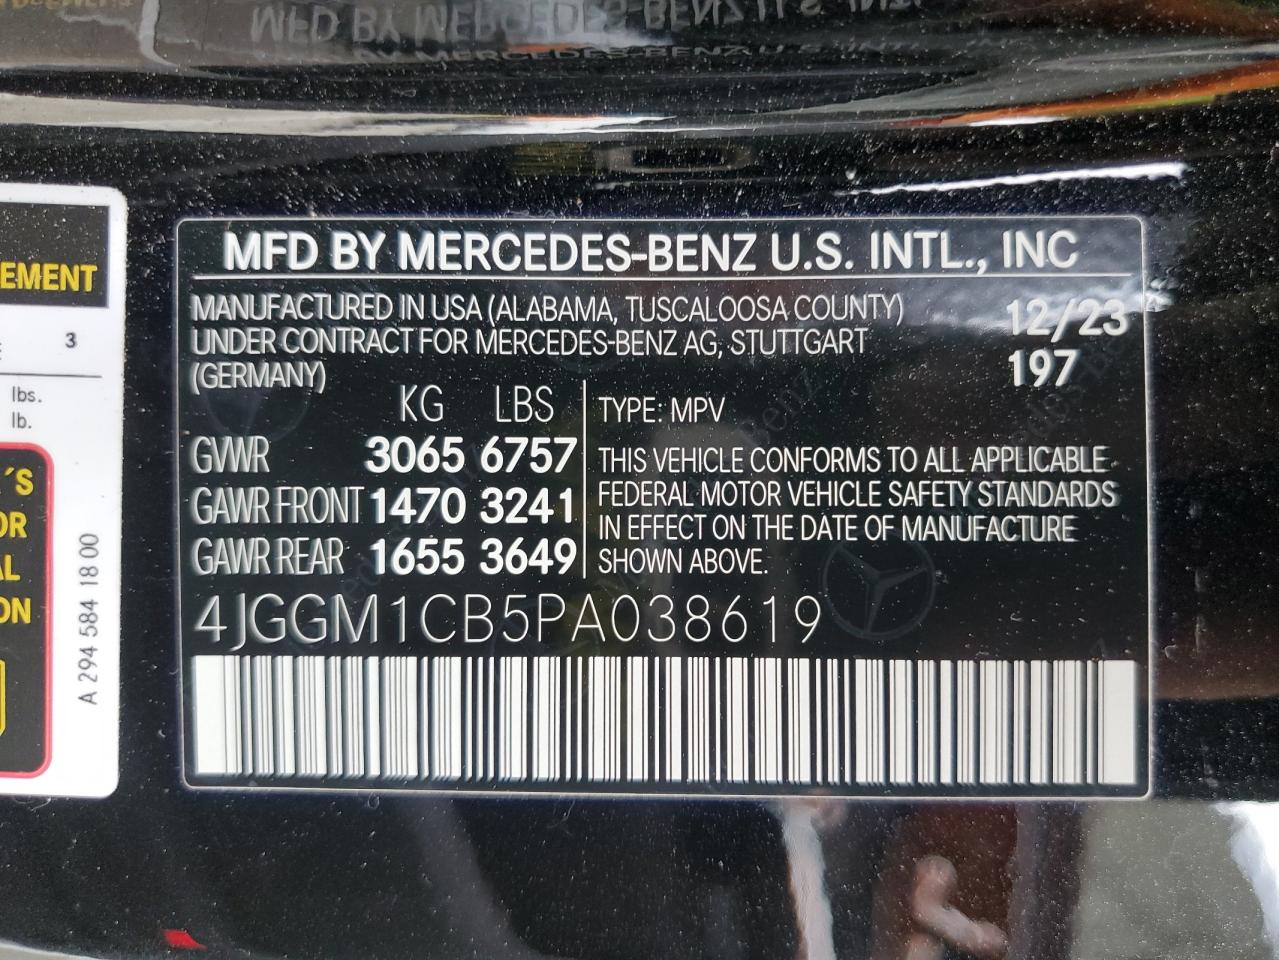 MFD BY MERCEDES-BENZ U.S. INTL., INC
MANUFACTURED IN USA (ALABAMA, TUSCALOOSA COUNTY) 12/23
UNDER CONTRACT FOR MERCEDES-BENZ AG, STUTTGART
(GERMANY) 197
KG LBS
GVWR 3065 6757
GAWR FRONT 1470 3241
GAWR REAR 1655 3649
TYPE: MPV
THIS VEHICLE CONFORMS TO ALL APPLICABLE
FEDERAL MOTOR VEHICLE SAFETY STANDARDS
IN EFFECT ON THE DATE OF MANUFACTURE
SHOWN ABOVE.
4JGGM1CB5PA038619
EMENT
3
lbs.
lb.
´S
OR
AL
ON
A 294 584 18 00